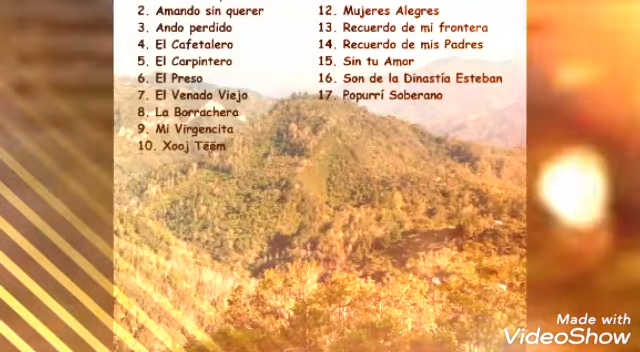 2. Amando sin querer
3. Ando perdido
4. El Cafetalero
5. El Carpintero
6. El Preso
7. El Venado Viejo
8. La Borrachera
9. Mi Virgencita
10. Xooj Tëëm
12. Mujeres Alegres
13. Recuerdo de mi frontera
14. Recuerdo de mis Padres
15. Sin tu Amor
16. Son de la Dinastía Esteban
17. Popurrí Soberano
Made with
VideoShow